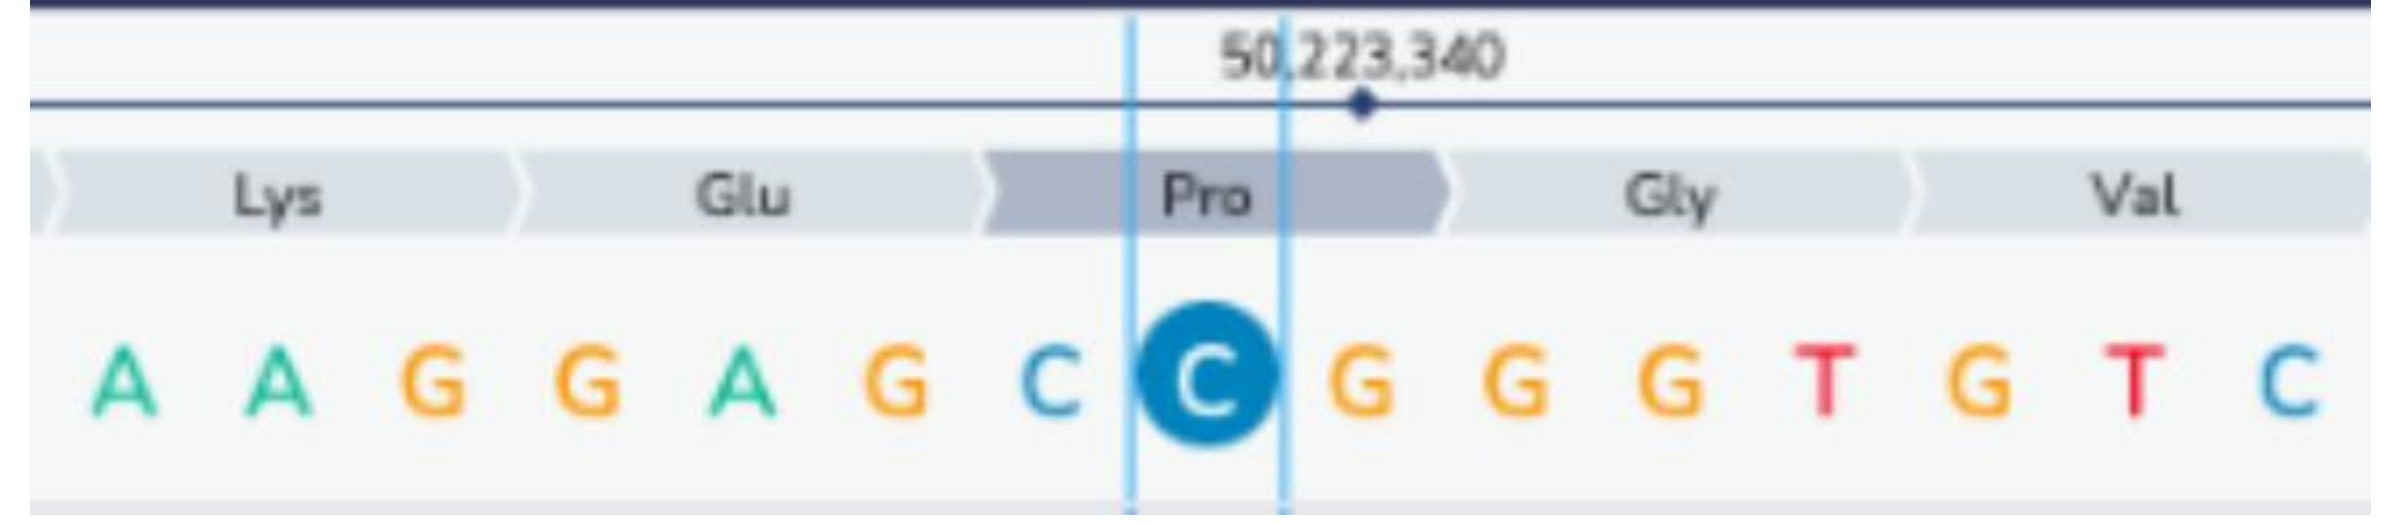 50,223,340
Lys Glu Pro Gly Val
A A G G A G C C G G G T G T C